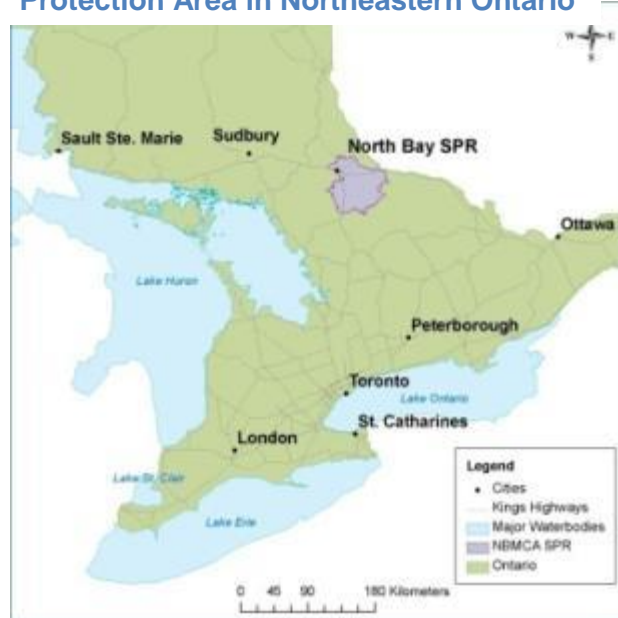 Protection Area in Northeastern Ontario
W E
S
Sault Ste. Marie
Sudbury
North Bay SPR
Ottawa
Lake Huron
Peterborough
Toronto
Lake Ontario
St. Catharines
London
Lake St. Clair
Lake Erie
Legend
Cities
Kings Highways
Major Waterbodies
NBMCA SPR
Ontario
0 45 90 180 Kilometers